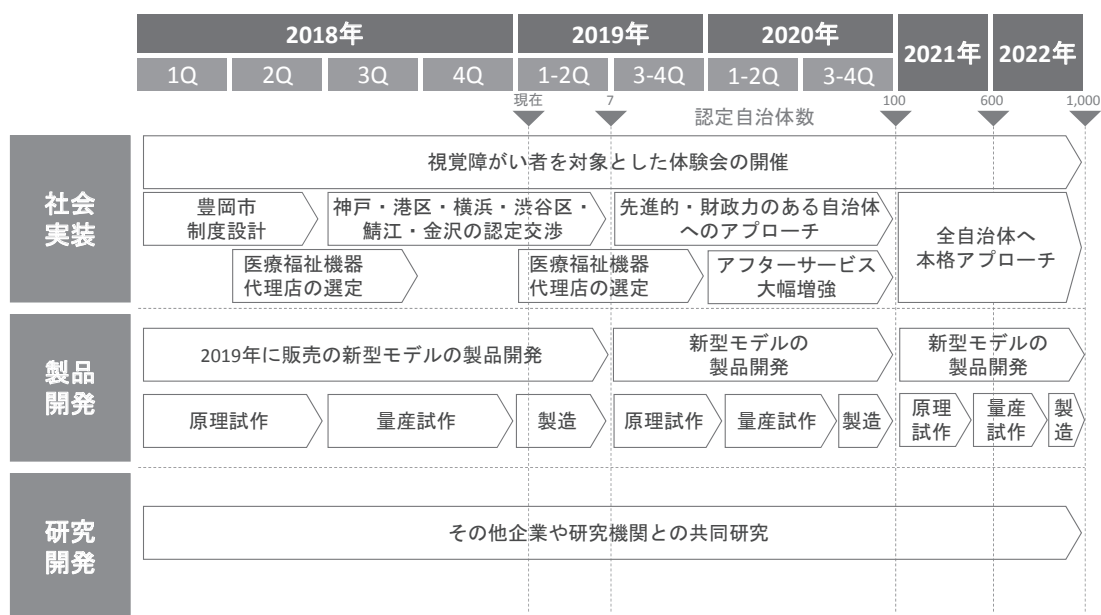 2018年
2019年
2020年
2021年
2022年
1Q
2Q
3Q
4Q
1-2Q
3-4Q
1-2Q
3-4Q
現在
7
認定自治体数
100
600
1,000
社会
実装
視覚障がい者を対象とした体験会の開催
豊岡市
制度設計
神戸・港区・横浜・渋谷区・
鯖江・金沢の認定交渉
先進的・財政力のある自治体
へのアプローチ
全自治体へ
本格アプローチ
医療福祉機器
代理店の選定
医療福祉機器
代理店の選定
アフターサービス
大幅増強
製品
開発
2019年に販売の新型モデルの製品開発
新型モデルの
製品開発
新型モデルの
製品開発
原理試作
量産試作
製造
原理試作
量産試作
製造
原理
試作
量産
試作
製
造
研究
開発
その他企業や研究機関との共同研究